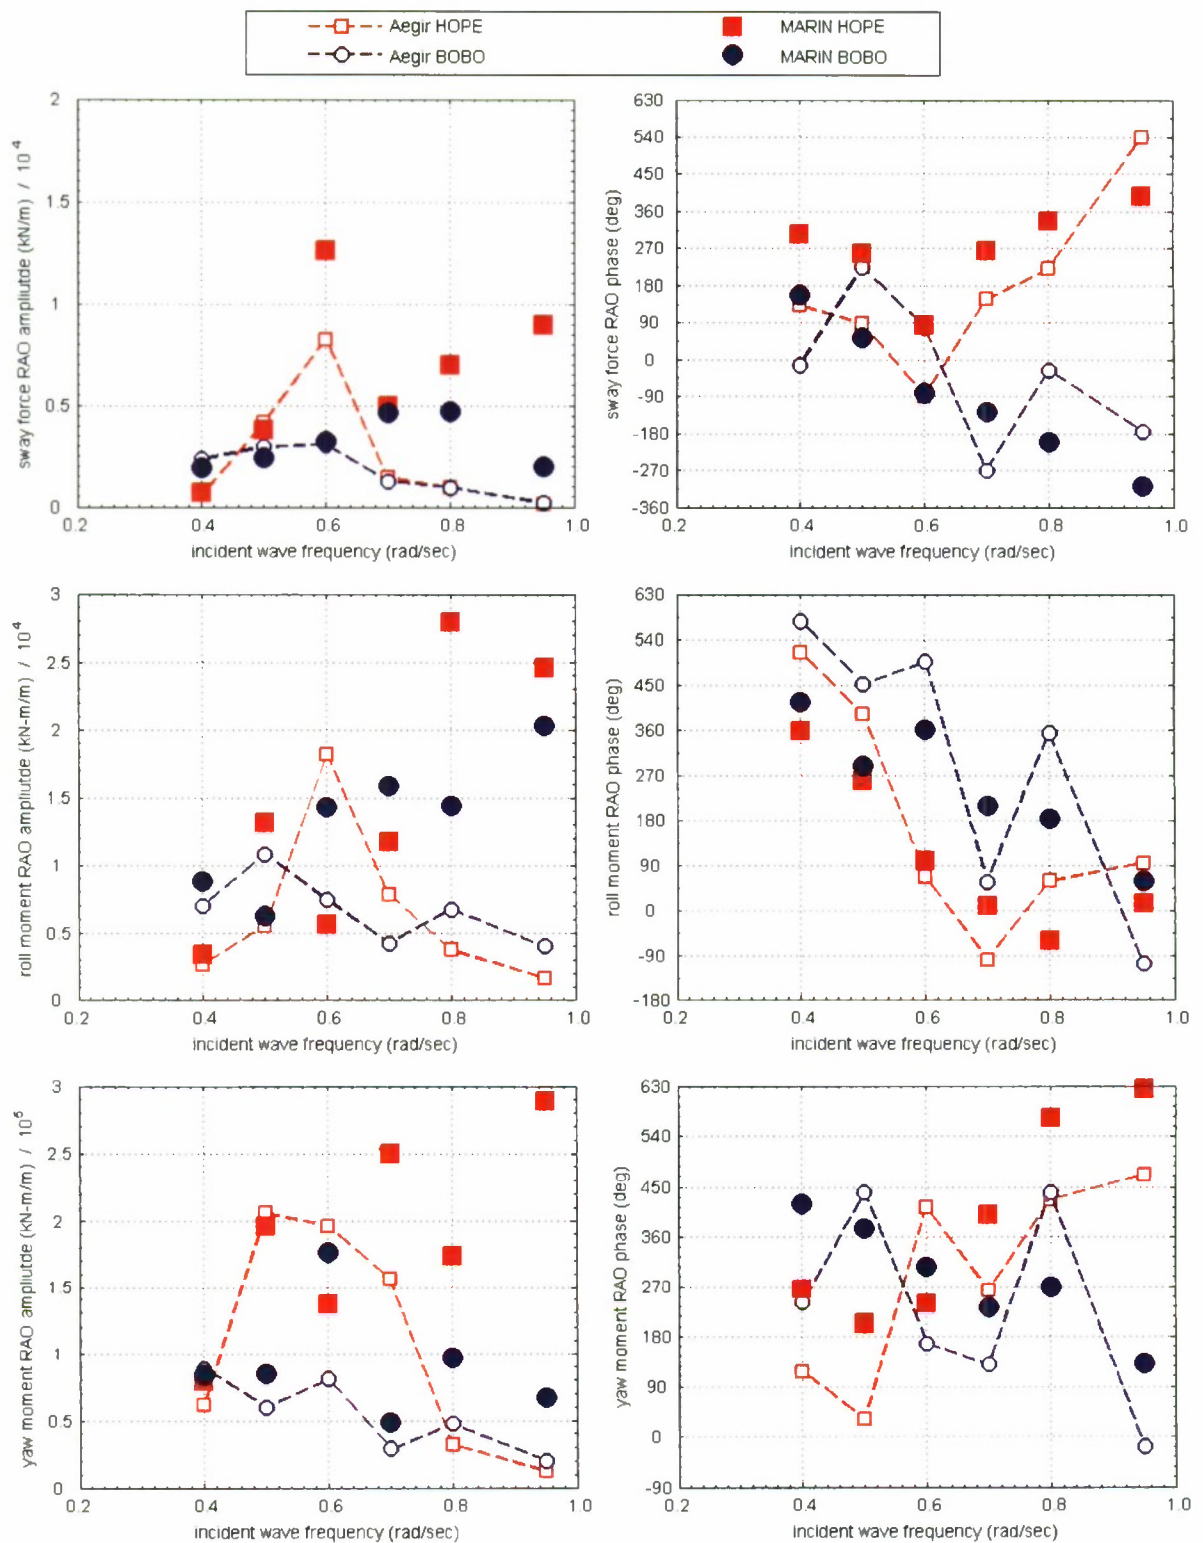 Aegir HOPE
MARIN HOPE
Aegir BOBO
MARIN BOBO
sway force RAO ampliutde (kN/m) / 10^4
2
1.5
1
0.5
0
0.2 0.4 0.6 0.8 1.0
incident wave frequency (rad/sec)
sway force RAO phase (deg)
630
540
450
360
270
180
90
0
-90
-180
-270
-360
0.2 0.4 0.6 0.8 1.0
incident wave frequency (rad/sec)
roll moment RAO ampliutde (kN-m/m) / 10^4
3
2.5
2
1.5
1
0.5
0
0.2 0.4 0.6 0.8 1.0
incident wave frequency (rad/sec)
roll moment RAO phase (deg)
630
540
450
360
270
180
90
0
-90
-180
0.2 0.4 0.6 0.8 1.0
incident wave frequency (rad/sec)
yaw moment RAO ampliutde (kN-m/m) / 10^5
3
2.5
2
1.5
1
0.5
0
0.2 0.4 0.6 0.8 1.0
incident wave frequency (rad/sec)
yaw moment RAO phase (deg)
630
540
450
360
270
180
90
0
-90
0.2 0.4 0.6 0.8 1.0
incident wave frequency (rad/sec)